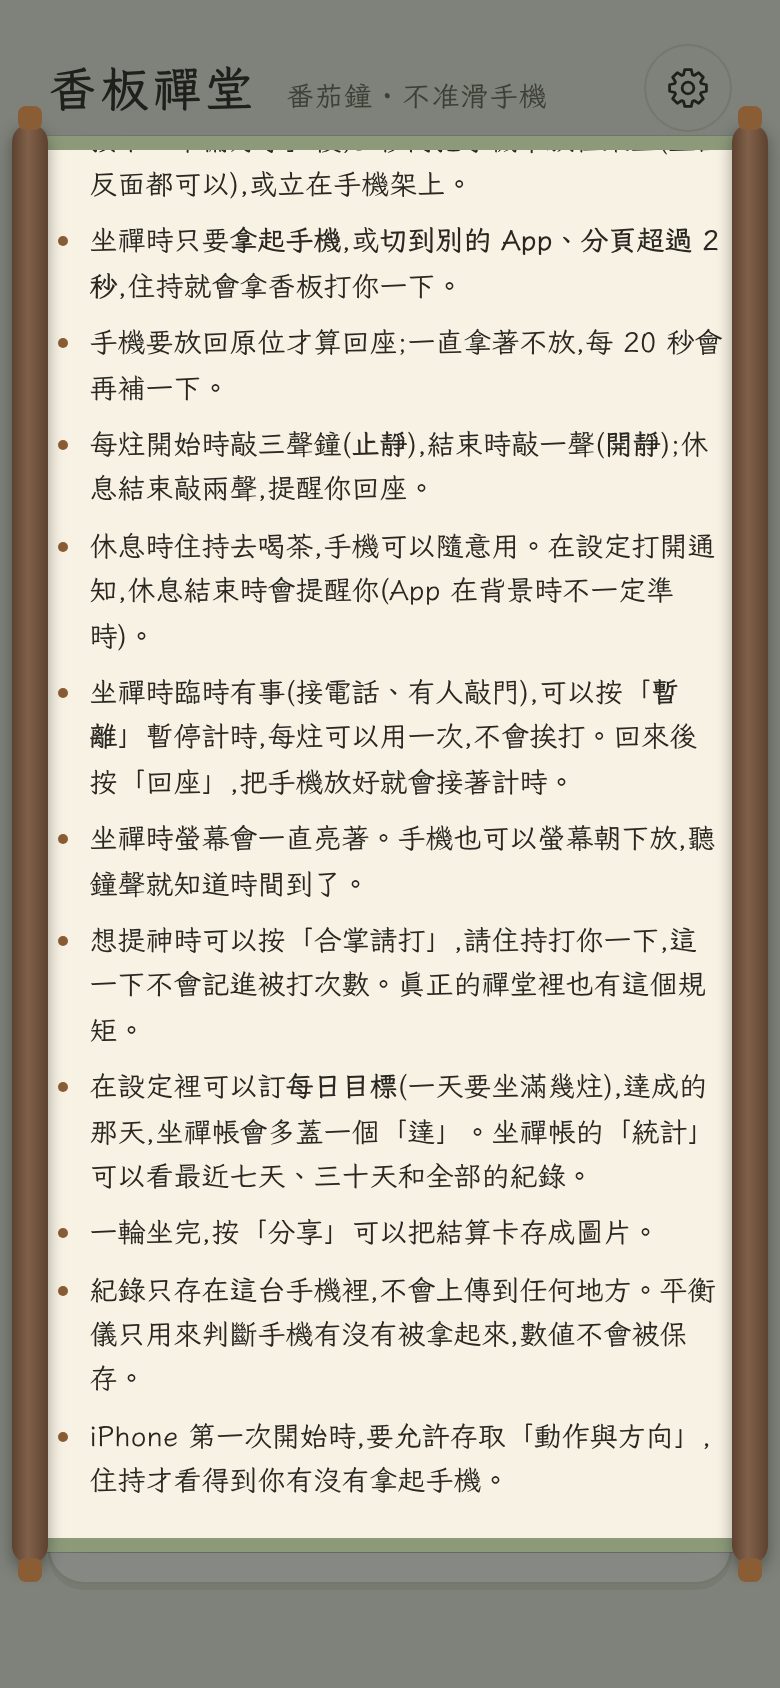 香板禪堂 番茄鐘・不准滑手機
反面都可以),或立在手機架上。
坐禪時只要拿起手機,或切到別的 App、分頁超過 2
秒,住持就會拿香板打你一下。
手機要放回原位才算回座;一直拿著不放,每 20 秒會
再補一下。
每炷開始時敲三聲鐘(止靜),結束時敲一聲(開靜);休
息結束敲兩聲,提醒你回座。
休息時住持去喝茶,手機可以隨意用。在設定打開通
知,休息結束時會提醒你(App 在背景時不一定準
時)。
坐禪時臨時有事(接電話、有人敲門),可以按「暫
離」暫停計時,每炷可以用一次,不會挨打。回來後
按「回座」,把手機放好就會接著計時。
坐禪時螢幕會一直亮著。手機也可以螢幕朝下放,聽
鐘聲就知道時間到了。
想提神時可以按「合掌請打」,請住持打你一下,這
一下不會記進被打次數。真正的禪堂裡也有這個規
矩。
在設定裡可以訂每日目標(一天要坐滿幾炷),達成的
那天,坐禪帳會多蓋一個「達」。坐禪帳的「統計」
可以看最近七天、三十天和全部的紀錄。
一輪坐完,按「分享」可以把結算卡存成圖片。
紀錄只存在這台手機裡,不會上傳到任何地方。平衡
儀只用來判斷手機有沒有被拿起來,數值不會被保
存。
iPhone 第一次開始時,要允許存取「動作與方向」,
住持才看得到你有沒有拿起手機。